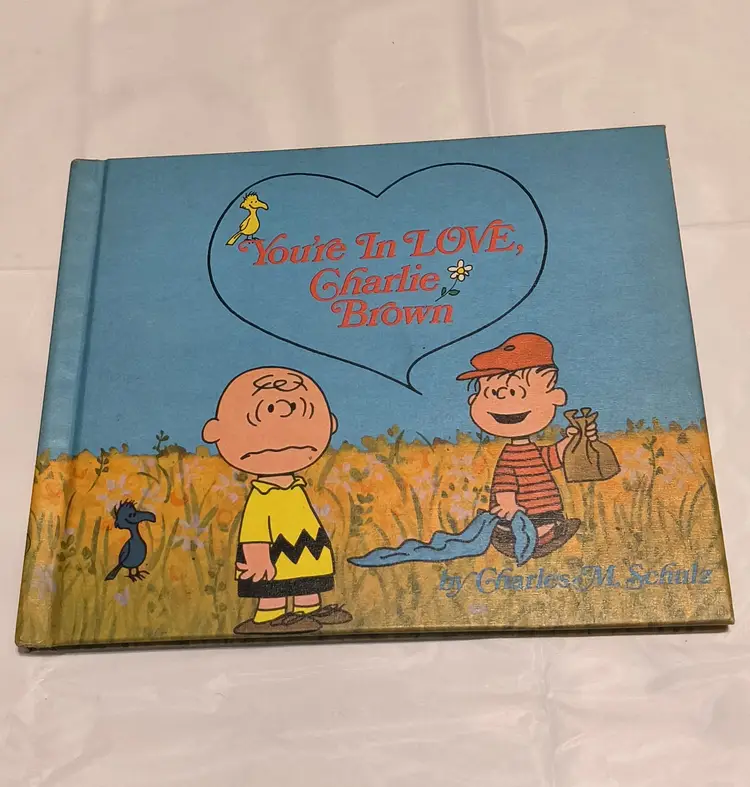 You're In LOVE,
Charlie
Brown
by Charles M. Schulz